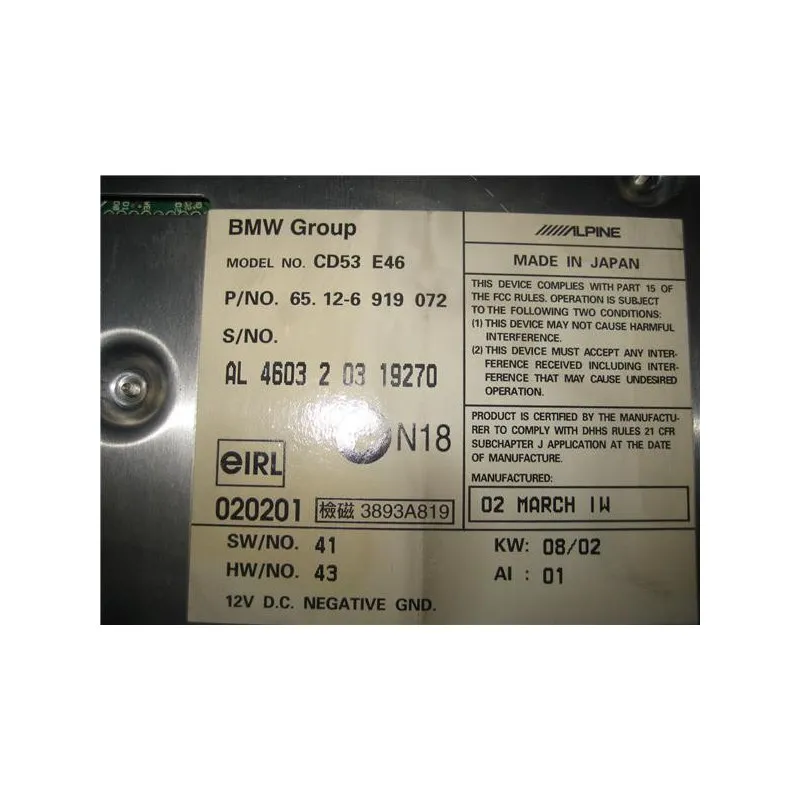 BMW Group
MODEL NO. CD53 E46
P/NO. 65. 12-6 919 072
S/NO.
AL 4603 2 03 19270
N18
eIRL
020201 檢磁 3893A819
SW/NO. 41
HW/NO. 43
12V D.C. NEGATIVE GND.
ALPINE
MADE IN JAPAN
THIS DEVICE COMPLIES WITH PART 15 OF
THE FCC RULES. OPERATION IS SUBJECT
TO THE FOLLOWING TWO CONDITIONS:
(1) THIS DEVICE MAY NOT CAUSE HARMFUL
INTERFERENCE.
(2) THIS DEVICE MUST ACCEPT ANY INTER-
FERENCE RECEIVED INCLUDING INTER-
FERENCE THAT MAY CAUSE UNDESIRED
OPERATION.
PRODUCT IS CERTIFIED BY THE MANUFACTU-
RER TO COMPLY WITH DHHS RULES 21 CFR
SUBCHAPTER J APPLICATION AT THE DATE
OF MANUFACTURE.
MANUFACTURED:
02 MARCH 1W
KW: 08/02
AI : 01